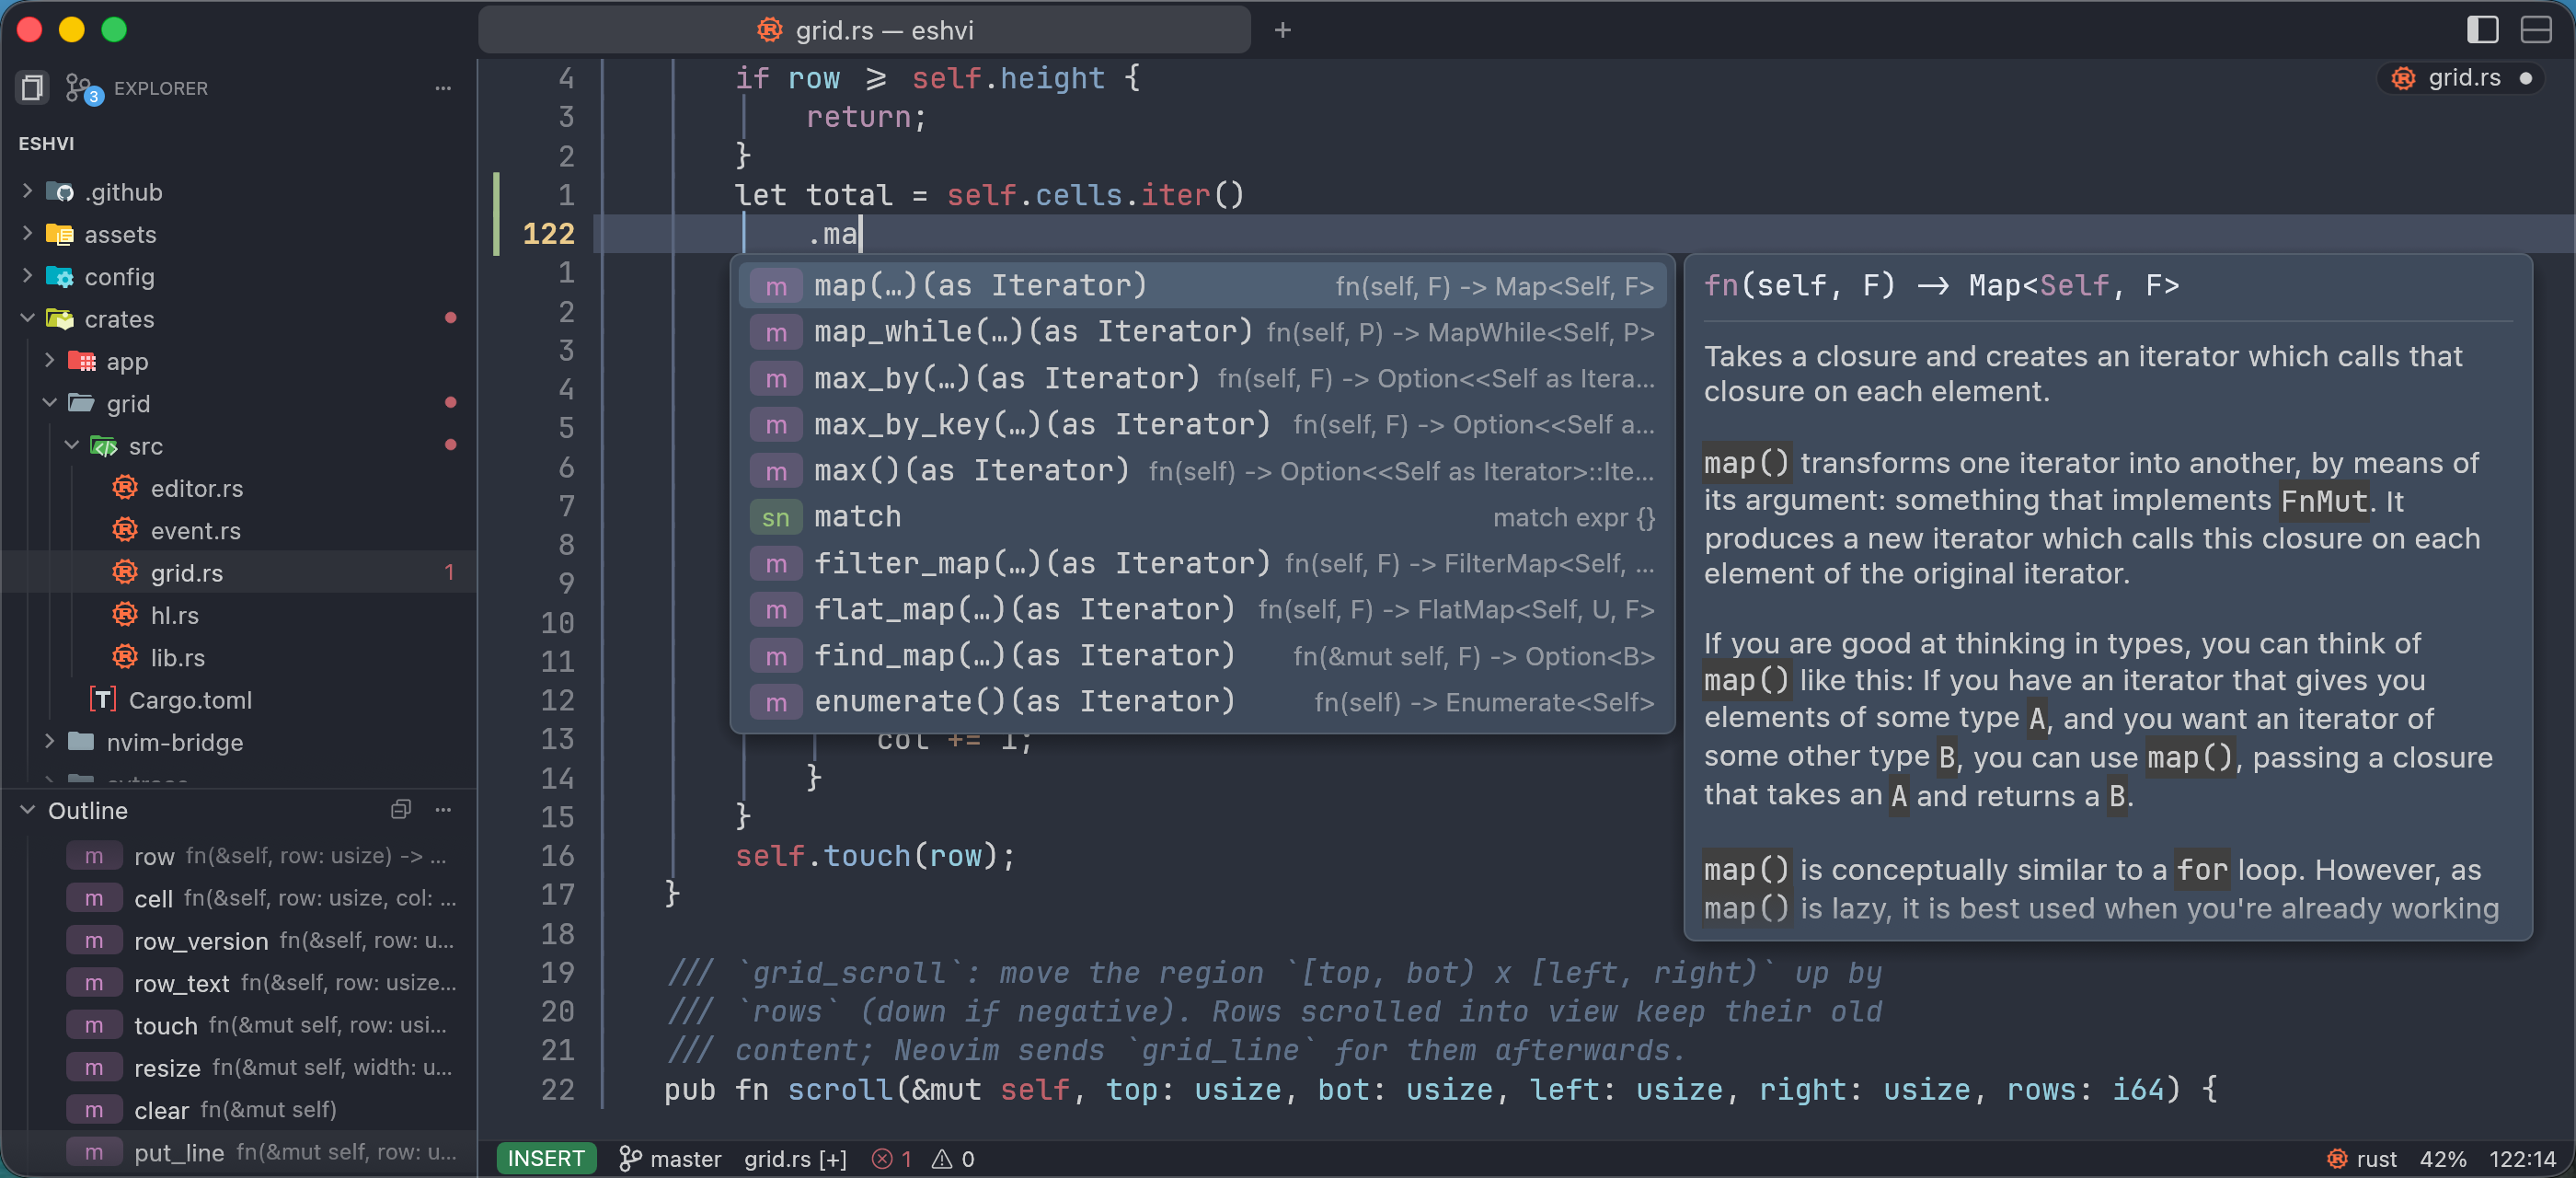 grid.rs — eshvi
+
3
EXPLORER
...
ESHVI
.github
assets
config
crates
app
grid
src
editor.rs
event.rs
grid.rs 1
hl.rs
lib.rs
[T] Cargo.toml
nvim-bridge
Outline ...
m row fn(&self, row: usize) -> ...
m cell fn(&self, row: usize, col: ...
m row_version fn(&self, row: u...
m row_text fn(&self, row: usize...
m touch fn(&mut self, row: usi...
m resize fn(&mut self, width: u...
m clear fn(&mut self)
m put_line fn(&mut self, row: u...
grid.rs
4 if row >= self.height {
3 return;
2 }
1 let total = self.cells.iter()
122 .ma
1
2
3
4
5
6
7
8
9
10
11
12
13 col += 1;
14 }
15 }
16 self.touch(row);
17 }
18
19 /// `grid_scroll`: move the region `[top, bot) x [left, right)` up by
20 /// `rows` (down if negative). Rows scrolled into view keep their old
21 /// content; Neovim sends `grid_line` for them afterwards.
22 pub fn scroll(&mut self, top: usize, bot: usize, left: usize, right: usize, rows: i64) {
m map(…)(as Iterator) fn(self, F) -> Map<Self, F>
m map_while(…)(as Iterator) fn(self, P) -> MapWhile<Self, P>
m max_by(…)(as Iterator) fn(self, F) -> Option<<Self as Itera...
m max_by_key(…)(as Iterator) fn(self, F) -> Option<<Self a...
m max()(as Iterator) fn(self) -> Option<<Self as Iterator>::Ite...
sn match match expr {}
m filter_map(…)(as Iterator) fn(self, F) -> FilterMap<Self, ...
m flat_map(…)(as Iterator) fn(self, F) -> FlatMap<Self, U, F>
m find_map(…)(as Iterator) fn(&mut self, F) -> Option<B>
m enumerate()(as Iterator) fn(self) -> Enumerate<Self>
fn(self, F) -> Map<Self, F>
Takes a closure and creates an iterator which calls that
closure on each element.
map() transforms one iterator into another, by means of
its argument: something that implements FnMut. It
produces a new iterator which calls this closure on each
element of the original iterator.
If you are good at thinking in types, you can think of
map() like this: If you have an iterator that gives you
elements of some type A, and you want an iterator of
some other type B, you can use map(), passing a closure
that takes an A and returns a B.
map() is conceptually similar to a for loop. However, as
map() is lazy, it is best used when you're already working
INSERT master grid.rs [+] 1 0
rust 42% 122:14